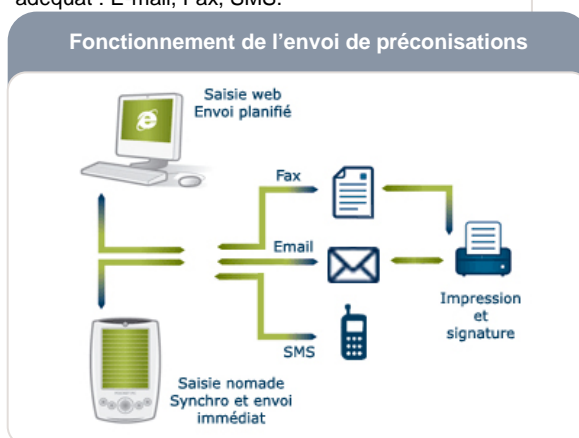 adéquat : E-mail, Fax, SMS.
Fonctionnement de l'envoi de préconisations
Saisie web
Envoi planifié
Fax
Email
SMS
Impression
et
signature
Saisie nomade
Synchro et envoi
immédiat